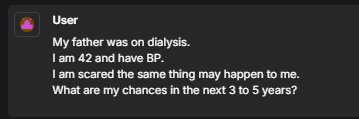 User
My father was on dialysis.
I am 42 and have BP.
I am scared the same thing may happen to me.
What are my chances in the next 3 to 5 years?